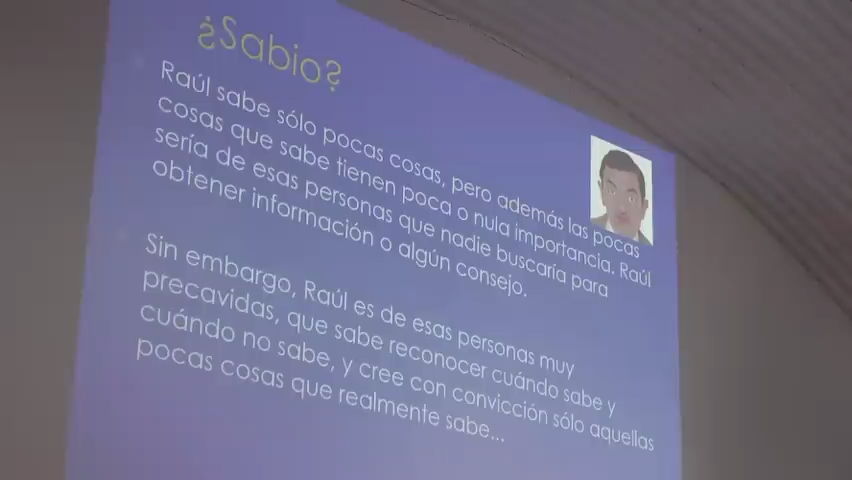 ¿Sabio?
Raúl sabe sólo pocas cosas, pero además las pocas
cosas que sabe tienen poca o nula importancia. Raúl
sería de esas personas que nadie buscaría para
obtener información o algún consejo.
Sin embargo, Raúl es de esas personas muy
precavidas, que sabe reconocer cuándo sabe y
cuándo no sabe, y cree con convicción sólo aquellas
pocas cosas que realmente sabe...